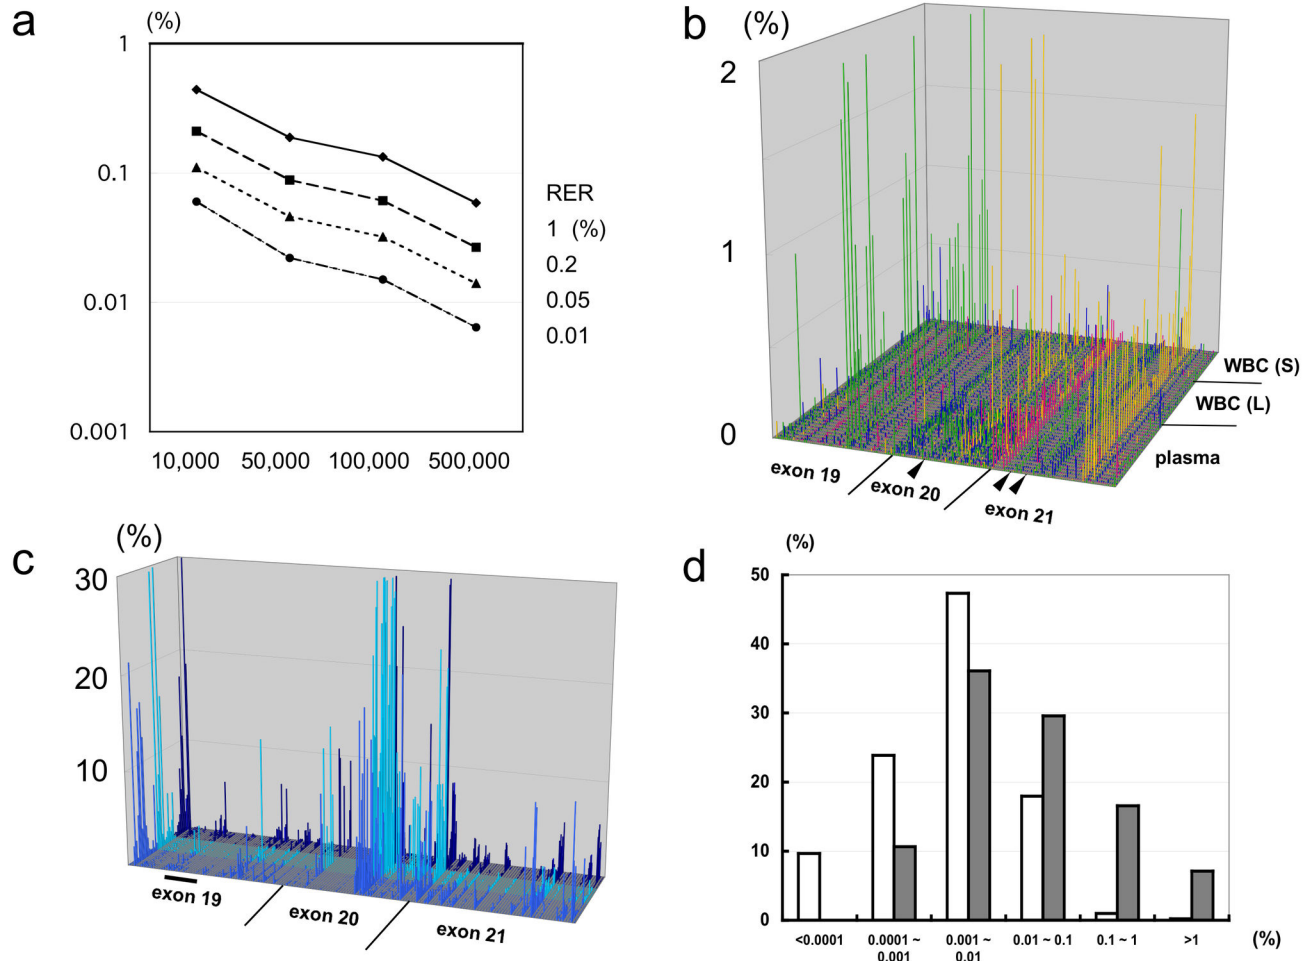 a
(%)
1
0.1
0.01
0.001
10,000 50,000 100,000 500,000
RER
1 (%)
0.2
0.05
0.01
b
(%)
2
1
0
exon 19
exon 20
exon 21
WBC (S)
WBC (L)
plasma
c
(%)
30
20
10
exon 19
exon 20
exon 21
d
(%)
50
40
30
20
10
0
<0.0001
0.0001 ~
0.001
0.001 ~
0.01
0.01 ~ 0.1
0.1 ~ 1
>1
(%)